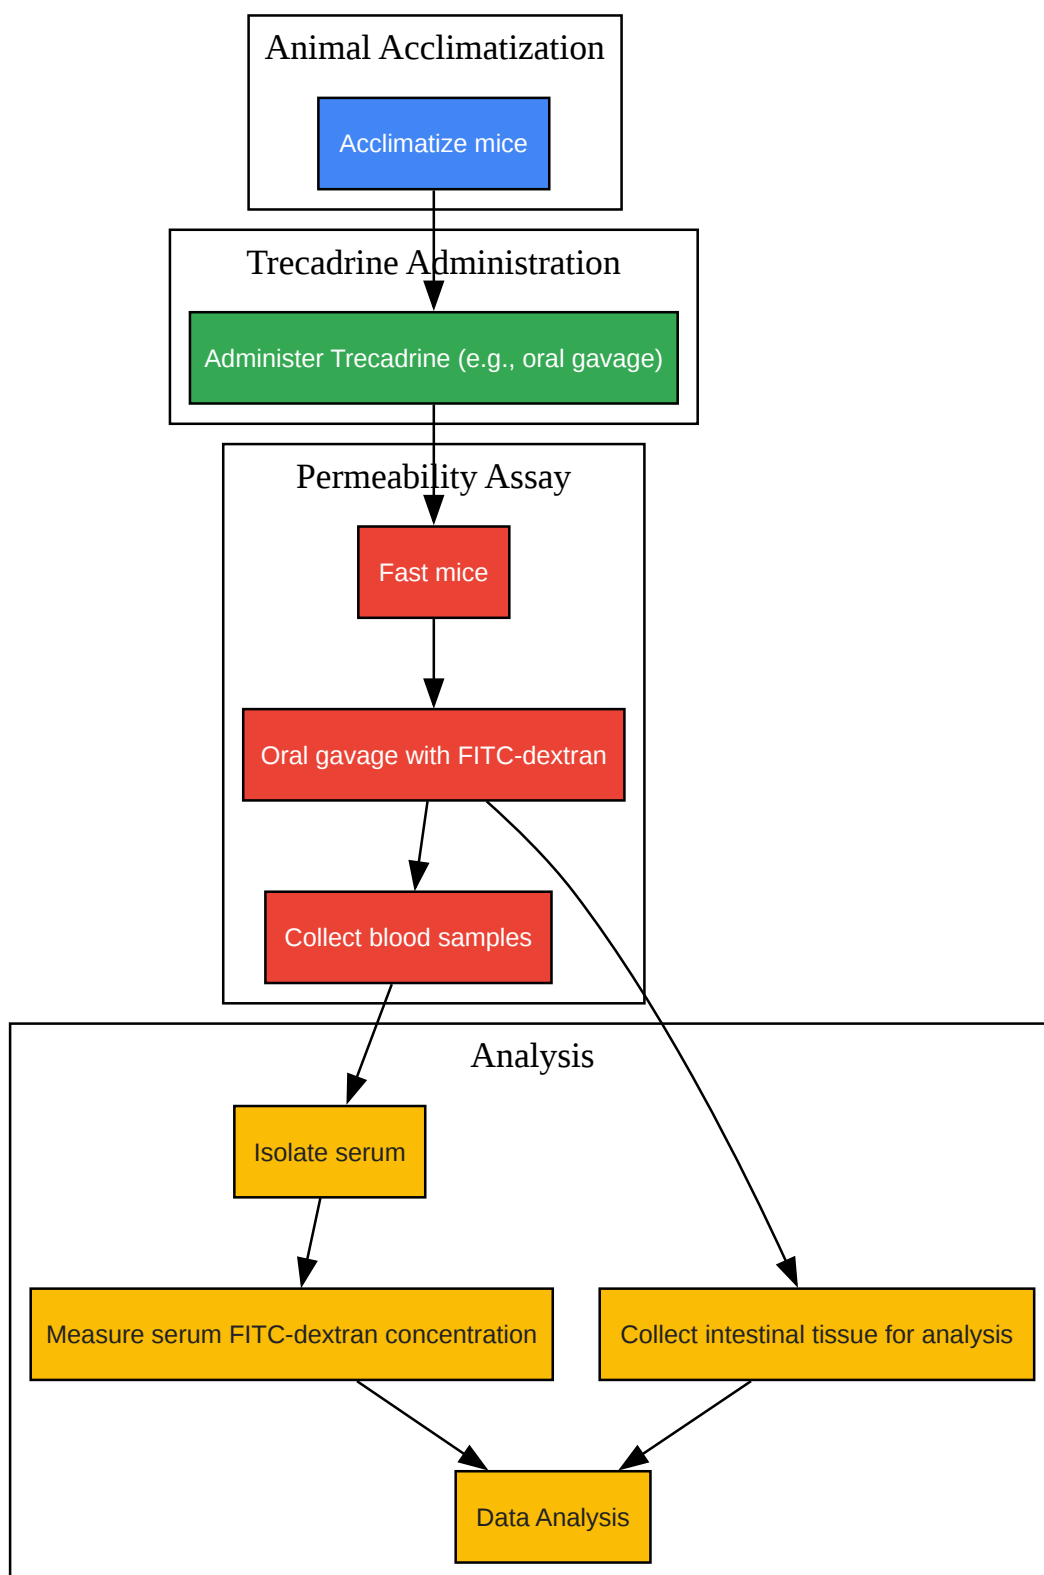 Animal Acclimatization
Acclimatize mice
Trecadrine Administration
Administer Trecadrine (e.g., oral gavage)
Permeability Assay
Fast mice
Oral gavage with FITC-dextran
Collect blood samples
Analysis
Isolate serum
Measure serum FITC-dextran concentration
Collect intestinal tissue for analysis
Data Analysis